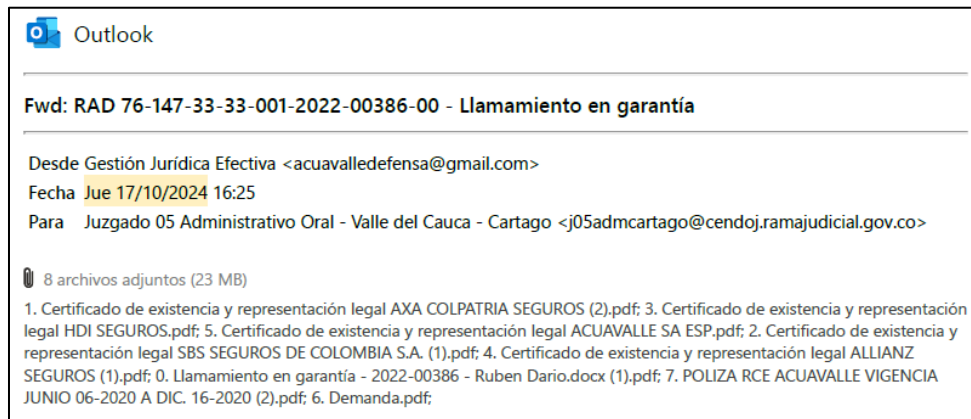 Outlook
Fwd: RAD 76-147-33-33-001-2022-00386-00 - Llamamiento en garantía
Desde Gestión Jurídica Efectiva <acuavalledefensa@gmail.com>
Fecha Jue 17/10/2024 16:25
Para Juzgado 05 Administrativo Oral - Valle del Cauca - Cartago <j05admcartago@cendoj.ramajudicial.gov.co>
8 archivos adjuntos (23 MB)
1. Certificado de existencia y representación legal AXA COLPATRIA SEGUROS (2).pdf; 3. Certificado de existencia y representación
legal HDI SEGUROS.pdf; 5. Certificado de existencia y representación legal ACUAVALLE SA ESP.pdf; 2. Certificado de existencia y
representación legal SBS SEGUROS DE COLOMBIA S.A. (1).pdf; 4. Certificado de existencia y representación legal ALLIANZ
SEGUROS (1).pdf; 0. Llamamiento en garantía - 2022-00386 - Ruben Dario.docx (1).pdf; 7. POLIZA RCE ACUAVALLE VIGENCIA
JUNIO 06-2020 A DIC. 16-2020 (2).pdf; 6. Demanda.pdf;